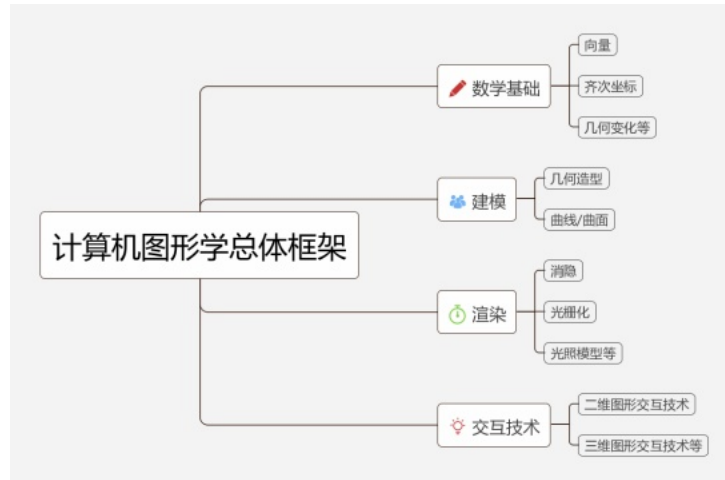 计算机图形学总体框架
数学基础
向量
齐次坐标
几何变化等
建模
几何造型
曲线/曲面
渲染
消隐
光栅化
光照模型等
交互技术
二维图形交互技术
三维图形交互技术等